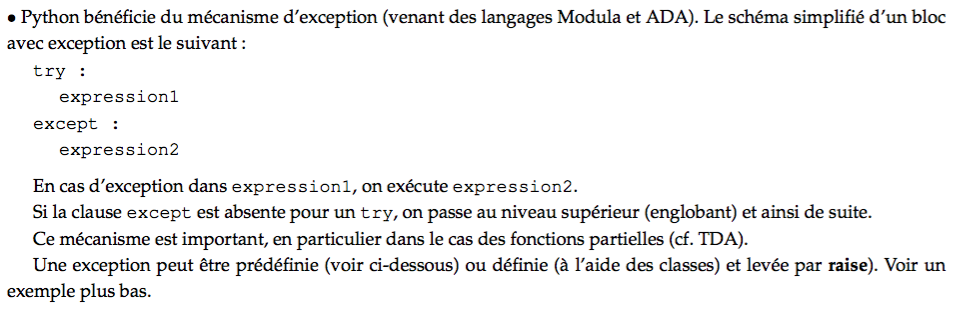 • Python bénéficie du mécanisme d’exception (venant des langages Modula et ADA). Le schéma simplifié d’un bloc
avec exception est le suivant :
try :
expression1
except :
expression2
En cas d’exception dans expression1, on exécute expression2.
Si la clause except est absente pour un try, on passe au niveau supérieur (englobant) et ainsi de suite.
Ce mécanisme est important, en particulier dans le cas des fonctions partielles (cf. TDA).
Une exception peut être prédéfinie (voir ci-dessous) ou définie (à l’aide des classes) et levée par raise). Voir un
exemple plus bas.